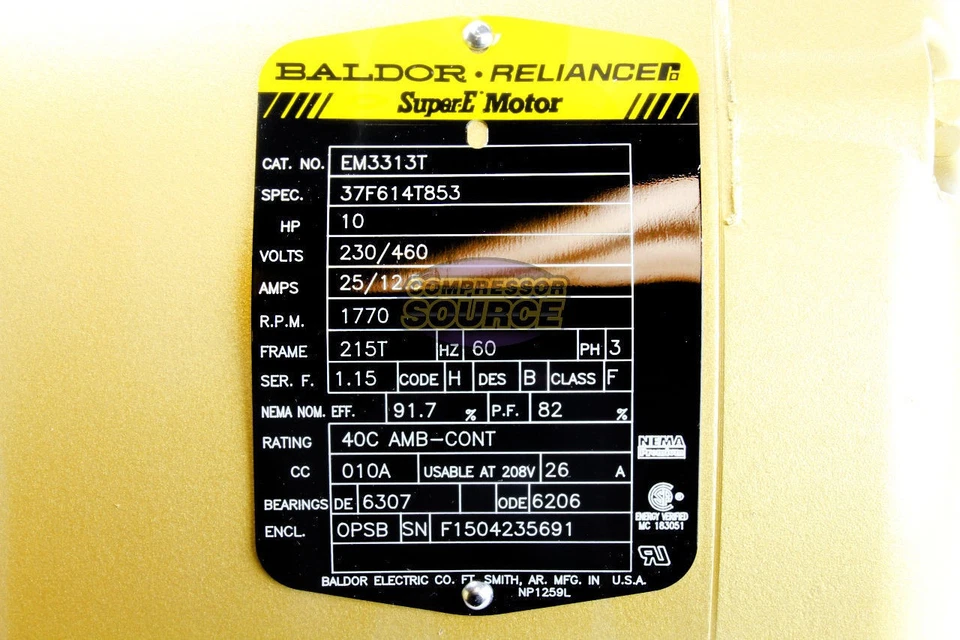 BALDOR • RELIANCE
Super-E Motor
CAT. NO. EM3313T
SPEC. 37F614T853
HP 10
VOLTS 230/460
AMPS 25/12.5
R.P.M. 1770
FRAME 215T HZ 60 PH 3
SER. F. 1.15 CODE H DES B CLASS F
NEMA NOM. EFF. 91.7 % P.F. 82 %
RATING 40C AMB-CONT
CC 010A USABLE AT 208V 26 A
BEARINGS DE 6307 ODE 6206
ENCL. OPSB SN F1504235691
COMPRESSOR
SOURCE
NEMA
ENERGY VERIFIED
MC 183051
BALDOR ELECTRIC CO. FT. SMITH, AR. MFG. IN U.S.A.
NP1259L